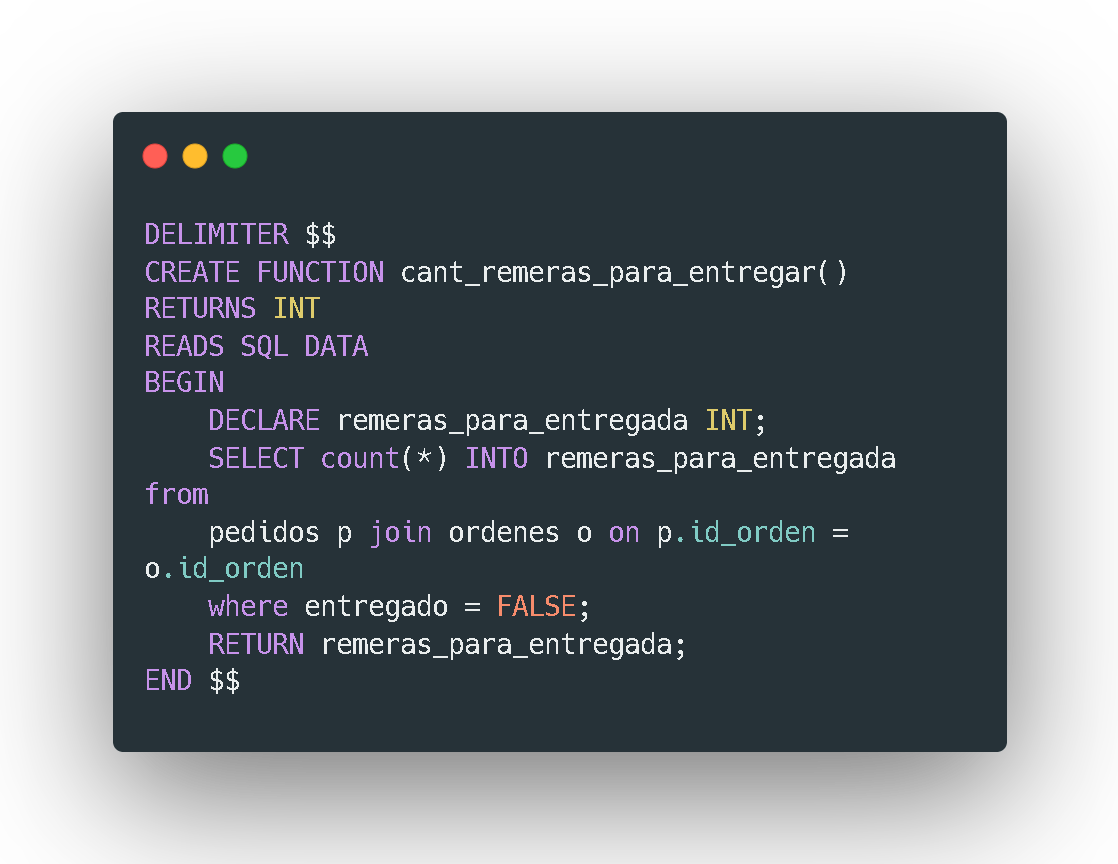 DELIMITER $$
CREATE FUNCTION cant_remeras_para_entregar()
RETURNS INT
READS SQL DATA
BEGIN
    DECLARE remeras_para_entregada INT;
    SELECT count(*) INTO remeras_para_entregada
from
    pedidos p join ordenes o on p.id_orden =
o.id_orden
    where entregado = FALSE;
    RETURN remeras_para_entregada;
END $$